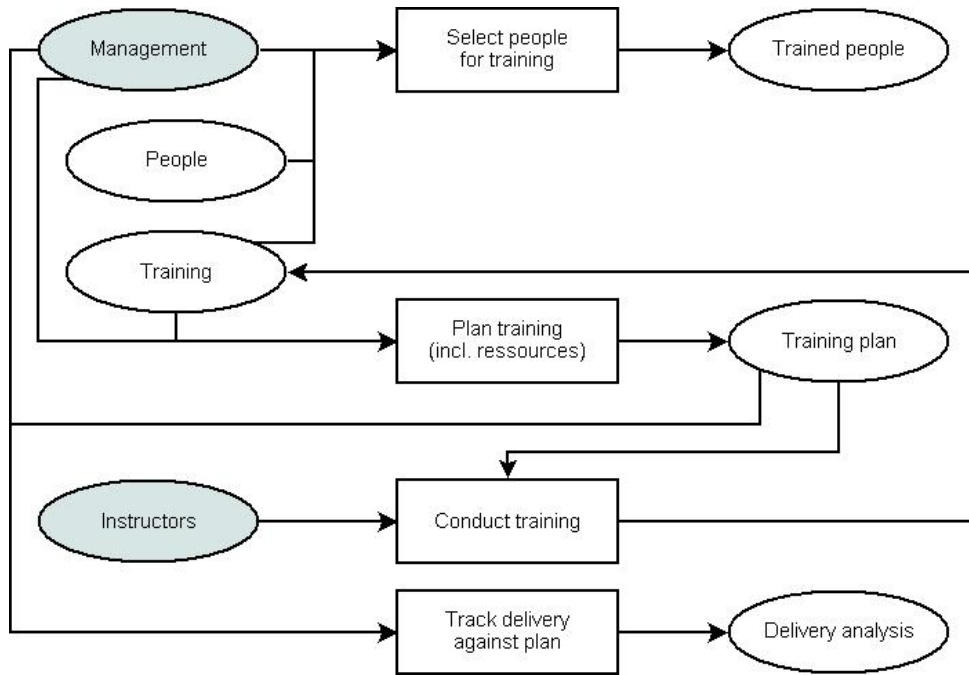 Management
Select people
for training
Trained people
People
Training
Plan training
(incl. ressources)
Training plan
Instructors
Conduct training
Track delivery
against plan
Delivery analysis